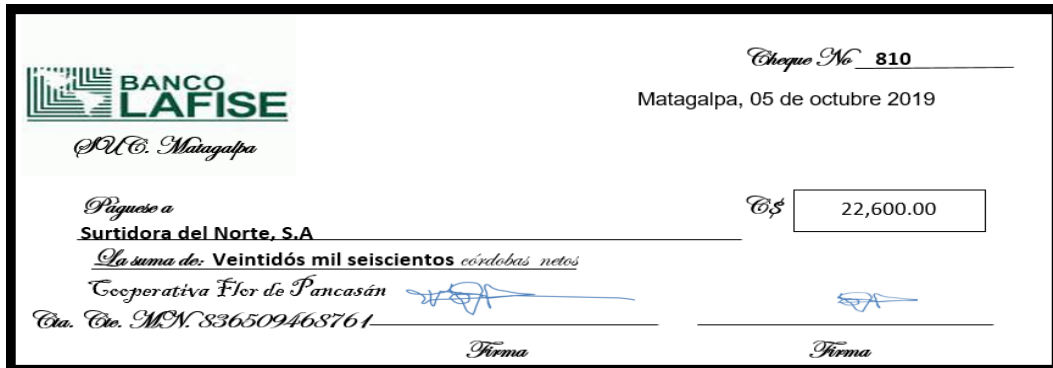 Cheque No 810
BANCO
LAFISE
Matagalpa, 05 de octubre 2019
SUC. Matagalpa
Páguese a
C$ 22,600.00
Surtidora del Norte, S.A
La suma de: Veintidós mil seiscientos córdobas netos
Cooperativa Flor de Pancasán
Cta. Cte. M.N. 836509468761
Firma Firma